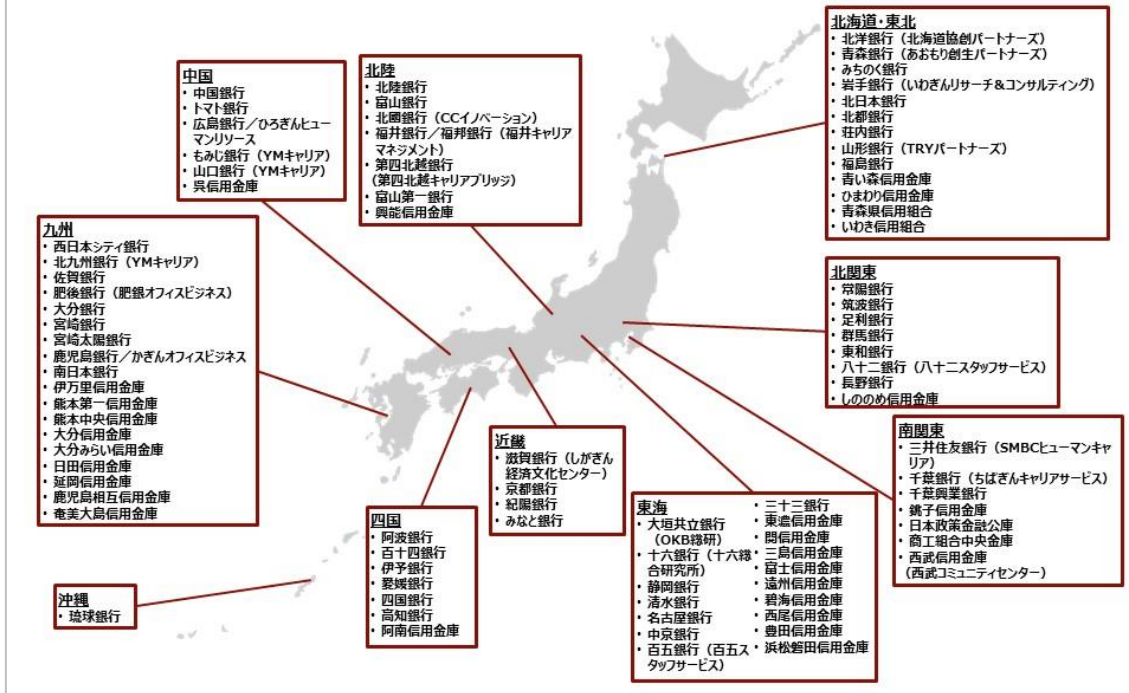 北海道・東北
・ 北洋銀行（北海道協創パートナーズ）
・ 青森銀行（あおもり創生パートナーズ）
・ みちのく銀行
・ 岩手銀行（いわぎんリサーチ＆コンサルティング）
・ 北日本銀行
・ 北都銀行
・ 荘内銀行
・ 山形銀行（TRYパートナーズ）
・ 福島銀行
・ 青い森信用金庫
・ ひまわり信用金庫
・ 青森県信用組合
・ いわき信用組合
北陸
・ 北陸銀行
・ 富山銀行
・ 北國銀行（CCイノベーション）
・ 福井銀行／福邦銀行（福井キャリア
マネジメント）
・ 第四北越銀行
（第四北越キャリアブリッジ）
・ 富山第一銀行
・ 興能信用金庫
中国
・ 中国銀行
・ トマト銀行
・ 広島銀行／ひろぎんヒュー
マンリソース
・ もみじ銀行（YMキャリア）
・ 山口銀行（YMキャリア）
・ 呉信用金庫
九州
・ 西日本シティ銀行
・ 北九州銀行（YMキャリア）
・ 佐賀銀行
・ 肥後銀行（肥銀オフィスビジネス）
・ 大分銀行
・ 宮崎銀行
・ 宮崎太陽銀行
・ 鹿児島銀行／かぎんオフィスビジネス
・ 南日本銀行
・ 伊万里信用金庫
・ 熊本第一信用金庫
・ 熊本中央信用金庫
・ 大分信用金庫
・ 大分みらい信用金庫
・ 日田信用金庫
・ 延岡信用金庫
・ 鹿児島相互信用金庫
・ 奄美大島信用金庫
北関東
・ 常陽銀行
・ 筑波銀行
・ 足利銀行
・ 群馬銀行
・ 東和銀行
・ 八十二銀行（八十二スタッフサービス）
・ 長野銀行
・ しののめ信用金庫
南関東
・ 三井住友銀行（SMBCヒューマンキャ
リア）
・ 千葉銀行（ちばぎんキャリアサービス）
・ 千葉興業銀行
・ 銚子信用金庫
・ 日本政策金融公庫
・ 商工組合中央金庫
・ 西武信用金庫
（西武コミュニティセンター）
近畿
・ 滋賀銀行（しがぎん
経済文化センター）
・ 京都銀行
・ 紀陽銀行
・ みなと銀行
四国
・ 阿波銀行
・ 百十四銀行
・ 伊予銀行
・ 愛媛銀行
・ 四国銀行
・ 高知銀行
・ 阿南信用金庫
東海
・ 大垣共立銀行
（OKB総研）
・ 十六銀行（十六総
合研究所）
・ 静岡銀行
・ 清水銀行
・ 名古屋銀行
・ 中京銀行
・ 百五銀行（百五ス
タッフサービス）
・ 三十三銀行
・ 東濃信用金庫
・ 関信用金庫
・ 三島信用金庫
・ 富士信用金庫
・ 遠州信用金庫
・ 碧海信用金庫
・ 西尾信用金庫
・ 豊田信用金庫
・ 浜松磐田信用金庫
沖縄
・ 琉球銀行